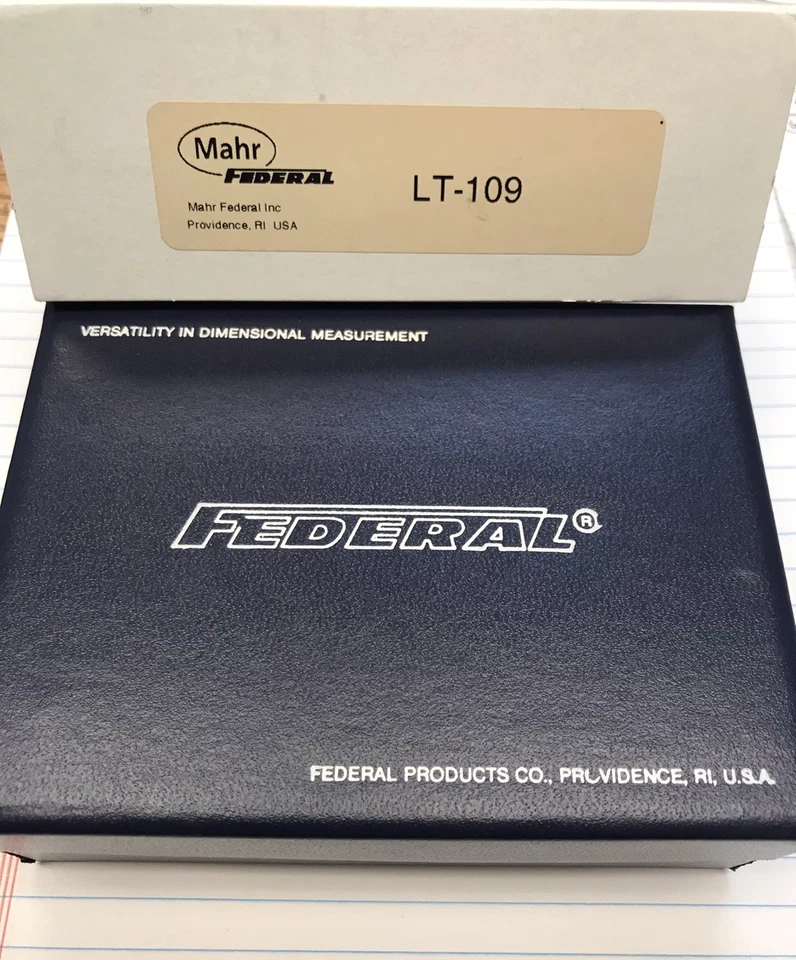 Mahr
FEDERAL
LT-109
Mahr Federal Inc
Providence, RI USA
VERSATILITY IN DIMENSIONAL MEASUREMENT
FEDERAL®
FEDERAL PRODUCTS CO., PROVIDENCE, RI, U.S.A.